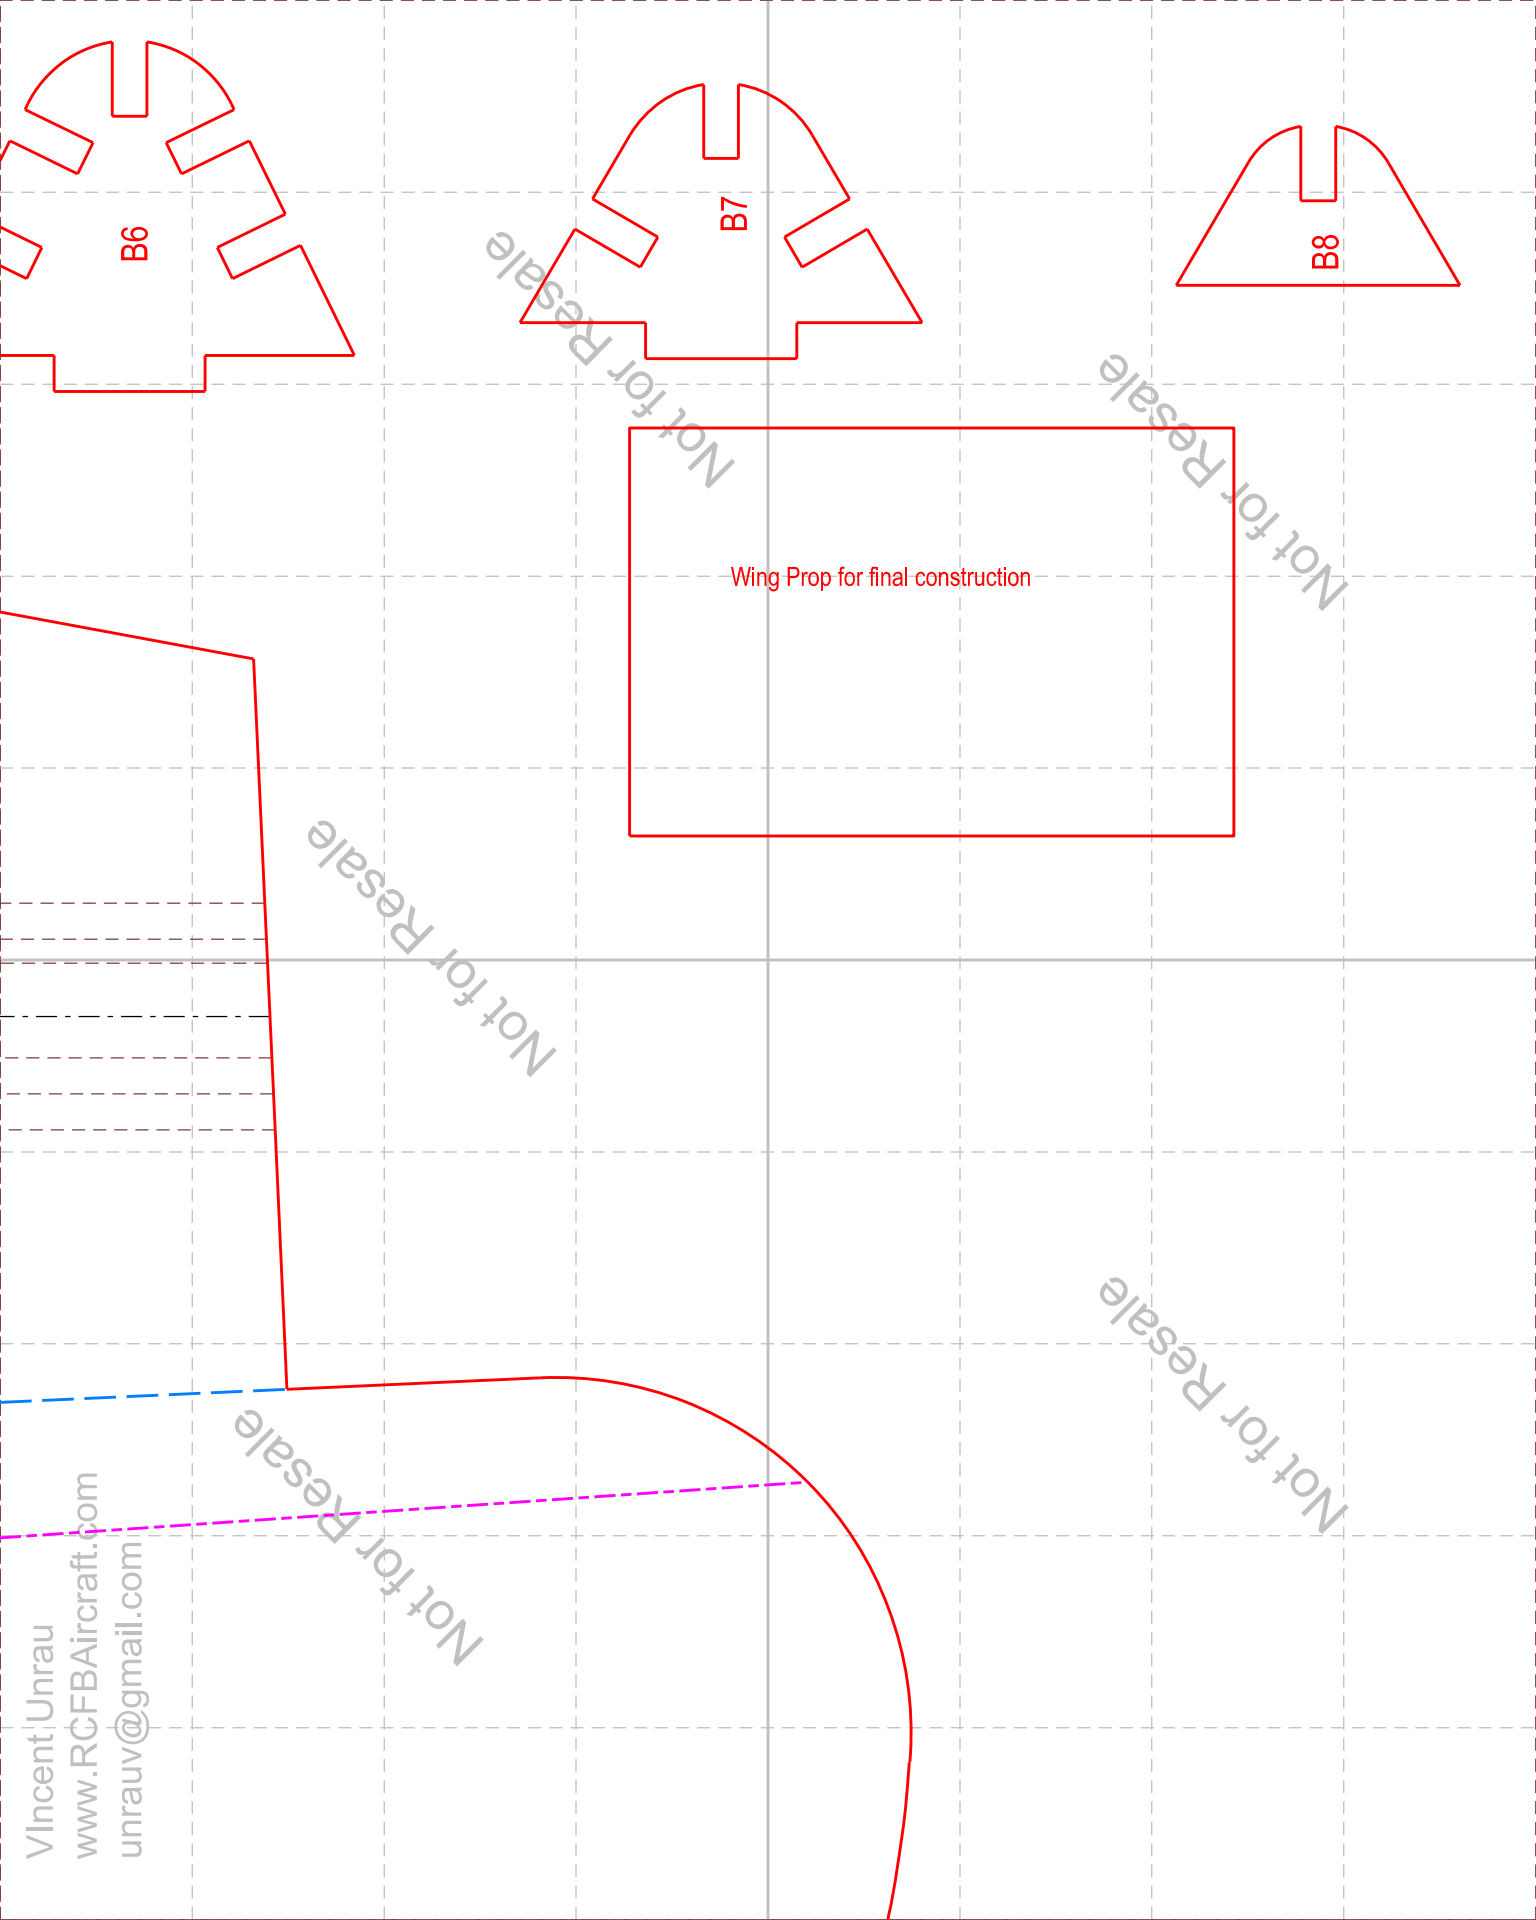 B6
B7
B8
Not for Resale
Not for Resale
Wing Prop for final construction
Not for Resale
Not for Resale
Not for Resale
VIncent Unrau
www.RCFBAircraft.com
unrauv@gmail.com